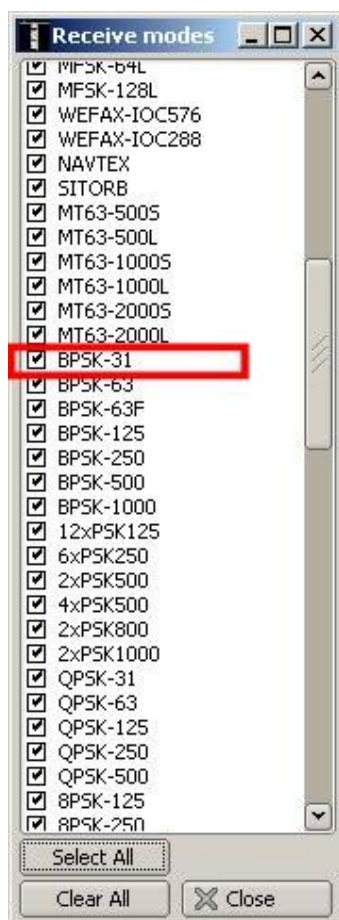 Receive modes
MFSK-64L
MFSK-128L
WEFAX-IOC576
WEFAX-IOC288
NAVTEX
SITORB
MT63-500S
MT63-500L
MT63-1000S
MT63-1000L
MT63-2000S
MT63-2000L
BPSK-31
BPSK-63
BPSK-63F
BPSK-125
BPSK-250
BPSK-500
BPSK-1000
12xPSK125
6xPSK250
2xPSK500
4xPSK500
2xPSK800
2xPSK1000
QPSK-31
QPSK-63
QPSK-125
QPSK-250
QPSK-500
8PSK-125
8PSK-250
Select All
Clear All Close